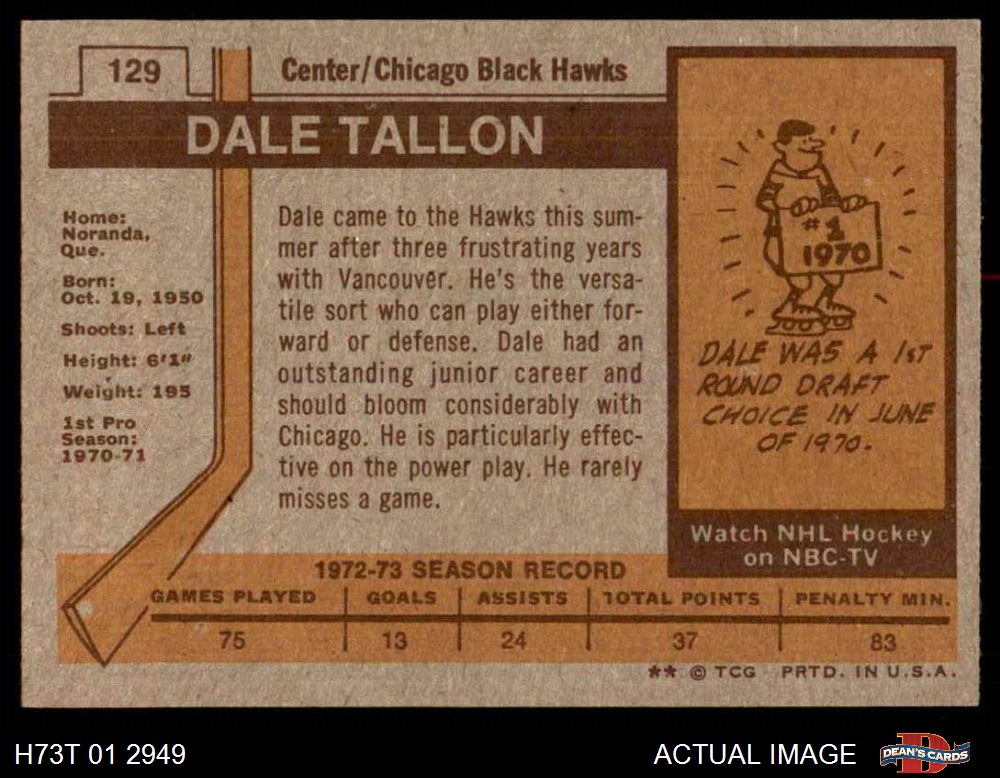 129
Center/Chicago Black Hawks
DALE TALLON
Home:
Noranda,
Que.
Born:
Oct. 19, 1950
Shoots: Left
Height: 6'1"
Weight: 195
1st Pro
Season:
1970-71
Dale came to the Hawks this sum-
mer after three frustrating years
with Vancouver. He's the versa-
tile sort who can play either for-
ward or defense. Dale had an
outstanding junior career and
should bloom considerably with
Chicago. He is particularly effec-
tive on the power play. He rarely
misses a game.
#1
1970
DALE WAS A 1ST
ROUND DRAFT
CHOICE IN JUNE
OF 1970.
Watch NHL Hockey
on NBC-TV
1972-73 SEASON RECORD
GAMES PLAYED GOALS ASSISTS TOTAL POINTS PENALTY MIN.
75 13 24 37 83
** © TCG PRTD. IN U.S.A.
H73T 01 2949
ACTUAL IMAGE
D
DEAN'S CARDS